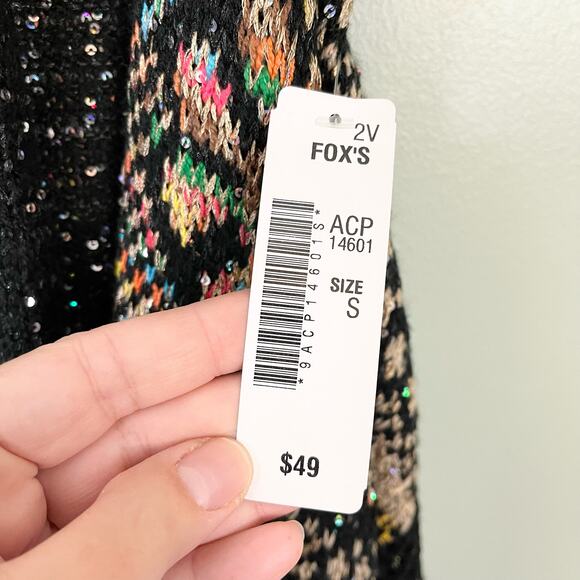 2V
FOX'S
ACP
14601
*9ACP14601S*
SIZE
S
$49